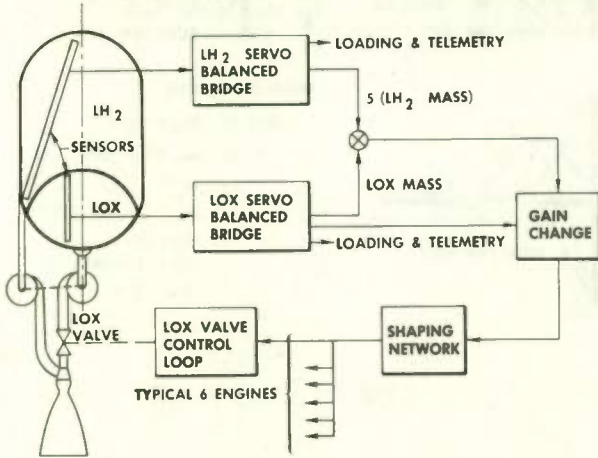 LH₂ SERVO
BALANCED
BRIDGE
LOADING & TELEMETRY
5 (LH₂ MASS)
LH₂
SENSORS
LOX
LOX SERVO
BALANCED
BRIDGE
LOX MASS
LOADING & TELEMETRY
GAIN
CHANGE
LOX
VALVE
LOX VALVE
CONTROL
LOOP
SHAPING
NETWORK
TYPICAL 6 ENGINES